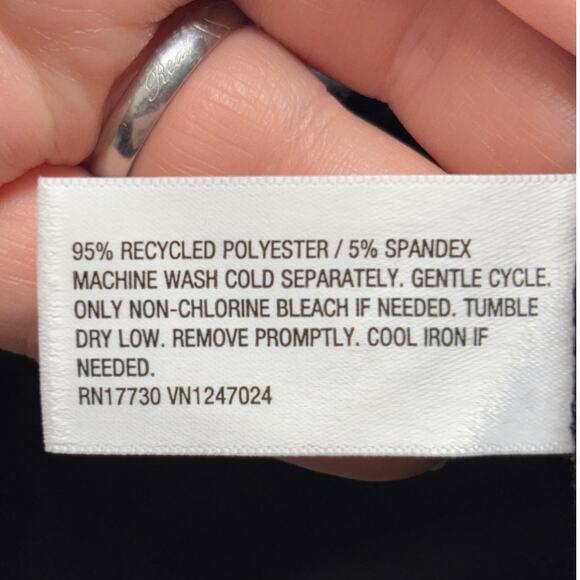 Rea
95% RECYCLED POLYESTER / 5% SPANDEX
MACHINE WASH COLD SEPARATELY. GENTLE CYCLE.
ONLY NON-CHLORINE BLEACH IF NEEDED. TUMBLE
DRY LOW. REMOVE PROMPTLY. COOL IRON IF
NEEDED.
RN17730 VN1247024